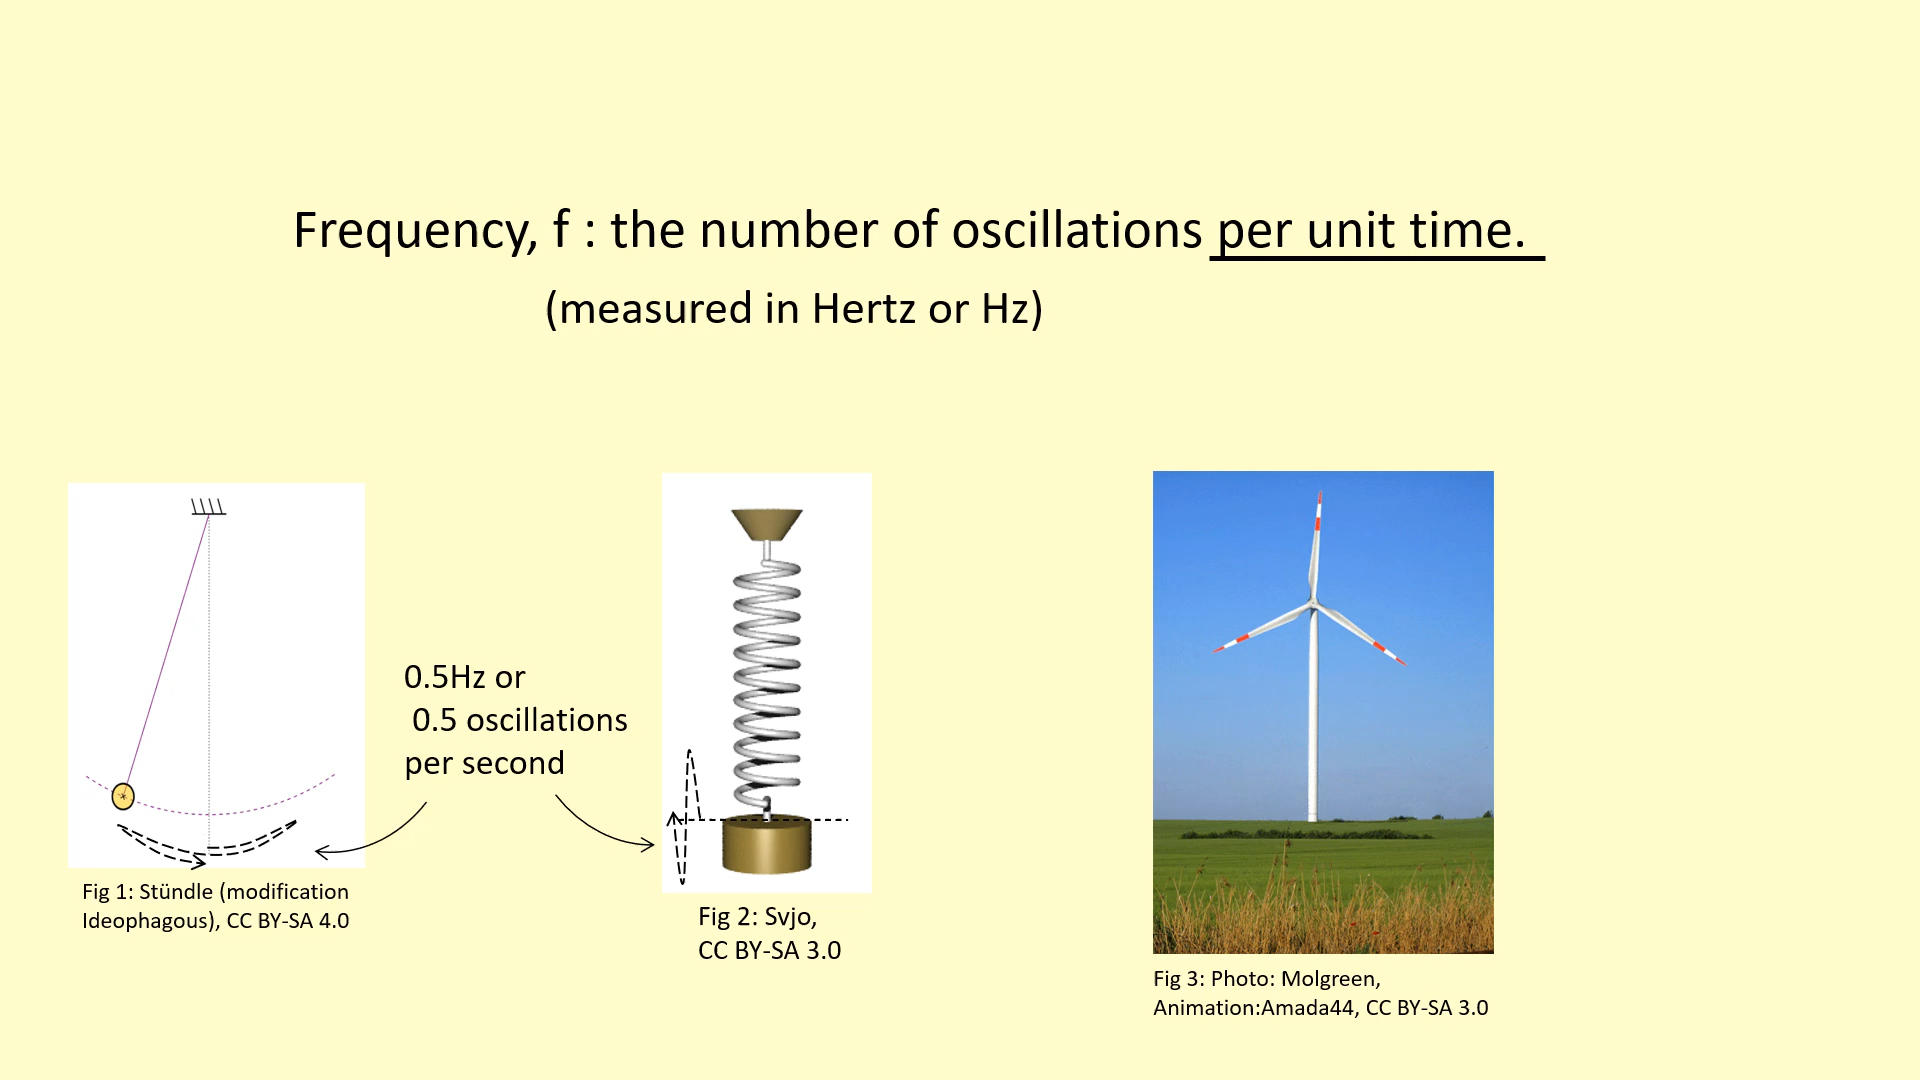 Frequency, f : the number of oscillations per unit time.
(measured in Hertz or Hz)
0.5Hz or
0.5 oscillations
per second
Fig 1: Stündle (modification
Ideophagous), CC BY-SA 4.0
Fig 2: Svjo,
CC BY-SA 3.0
Fig 3: Photo: Molgreen,
Animation:Amada44, CC BY-SA 3.0